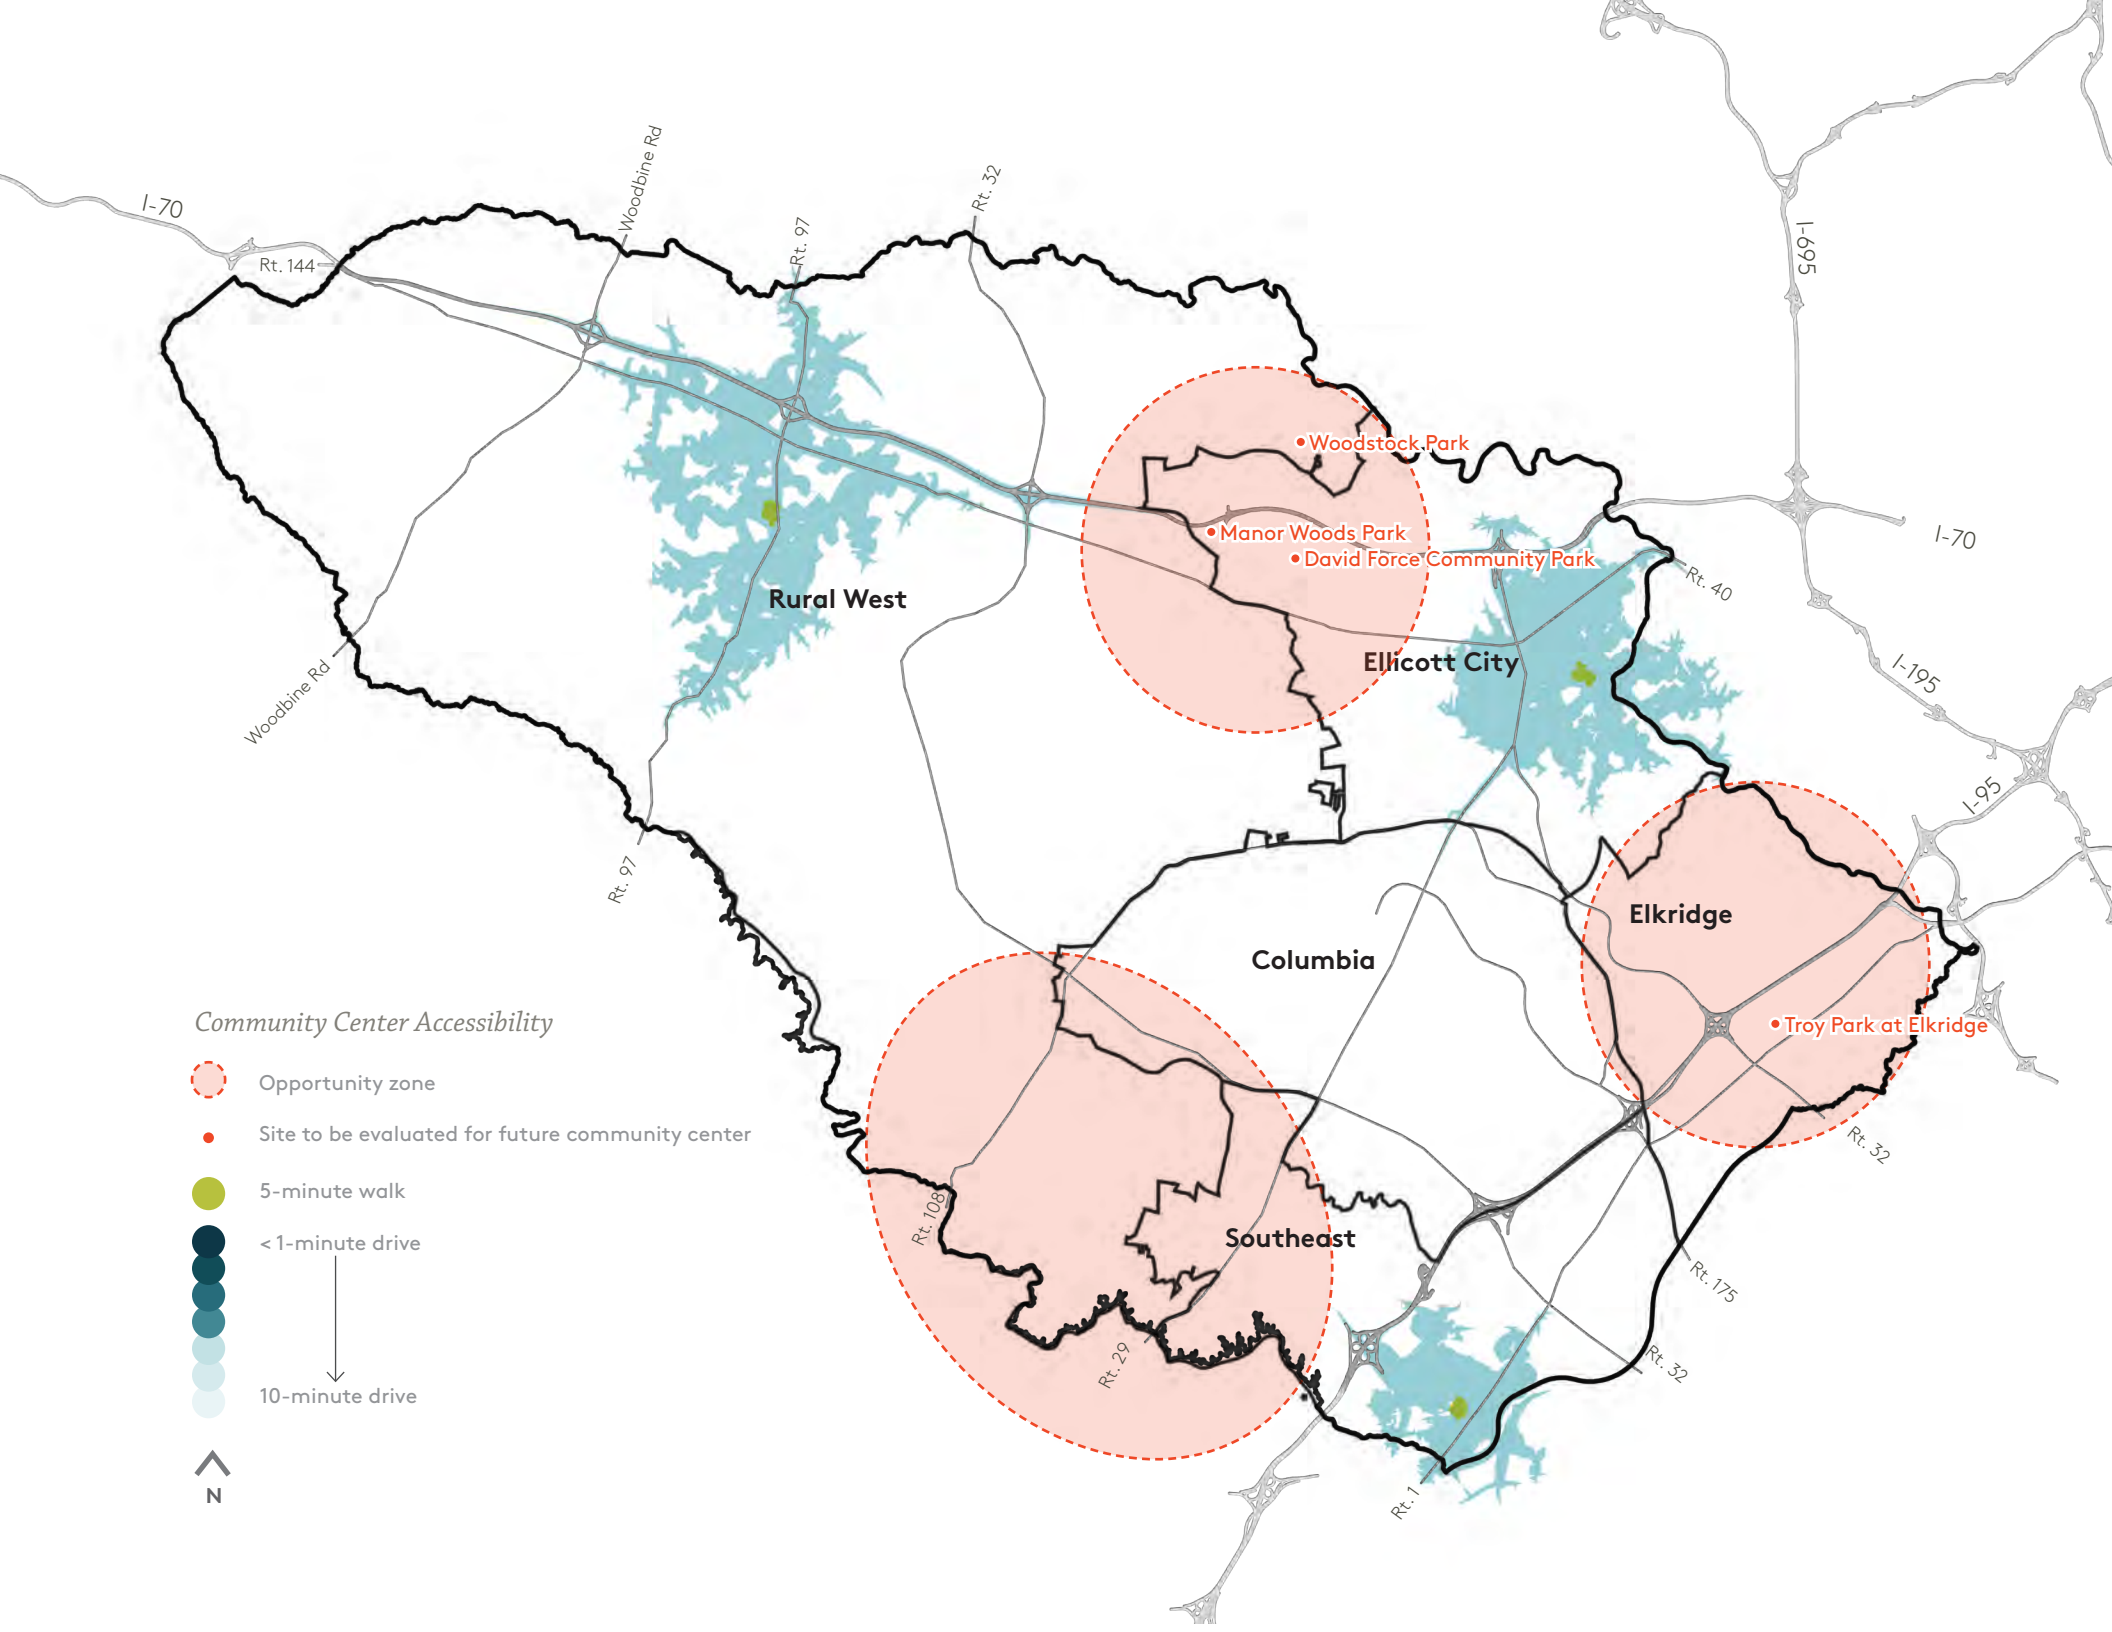 Woodbine Rd
Rt. 32
I-70
Rt. 97
Rt. 144
I-695
Woodstock Park
Manor Woods Park
I-70
David Force Community Park
Rt. 40
Rural West
Ellicott City
Woodbine Rd
I-195
I-95
Rt. 97
Elkridge
Columbia
Troy Park at Elkridge
Rt. 32
Rt. 108
Southeast
Rt. 175
Rt. 29
Rt. 32
Rt. 1
Community Center Accessibility
Opportunity zone
Site to be evaluated for future community center
5-minute walk
< 1-minute drive
10-minute drive
N